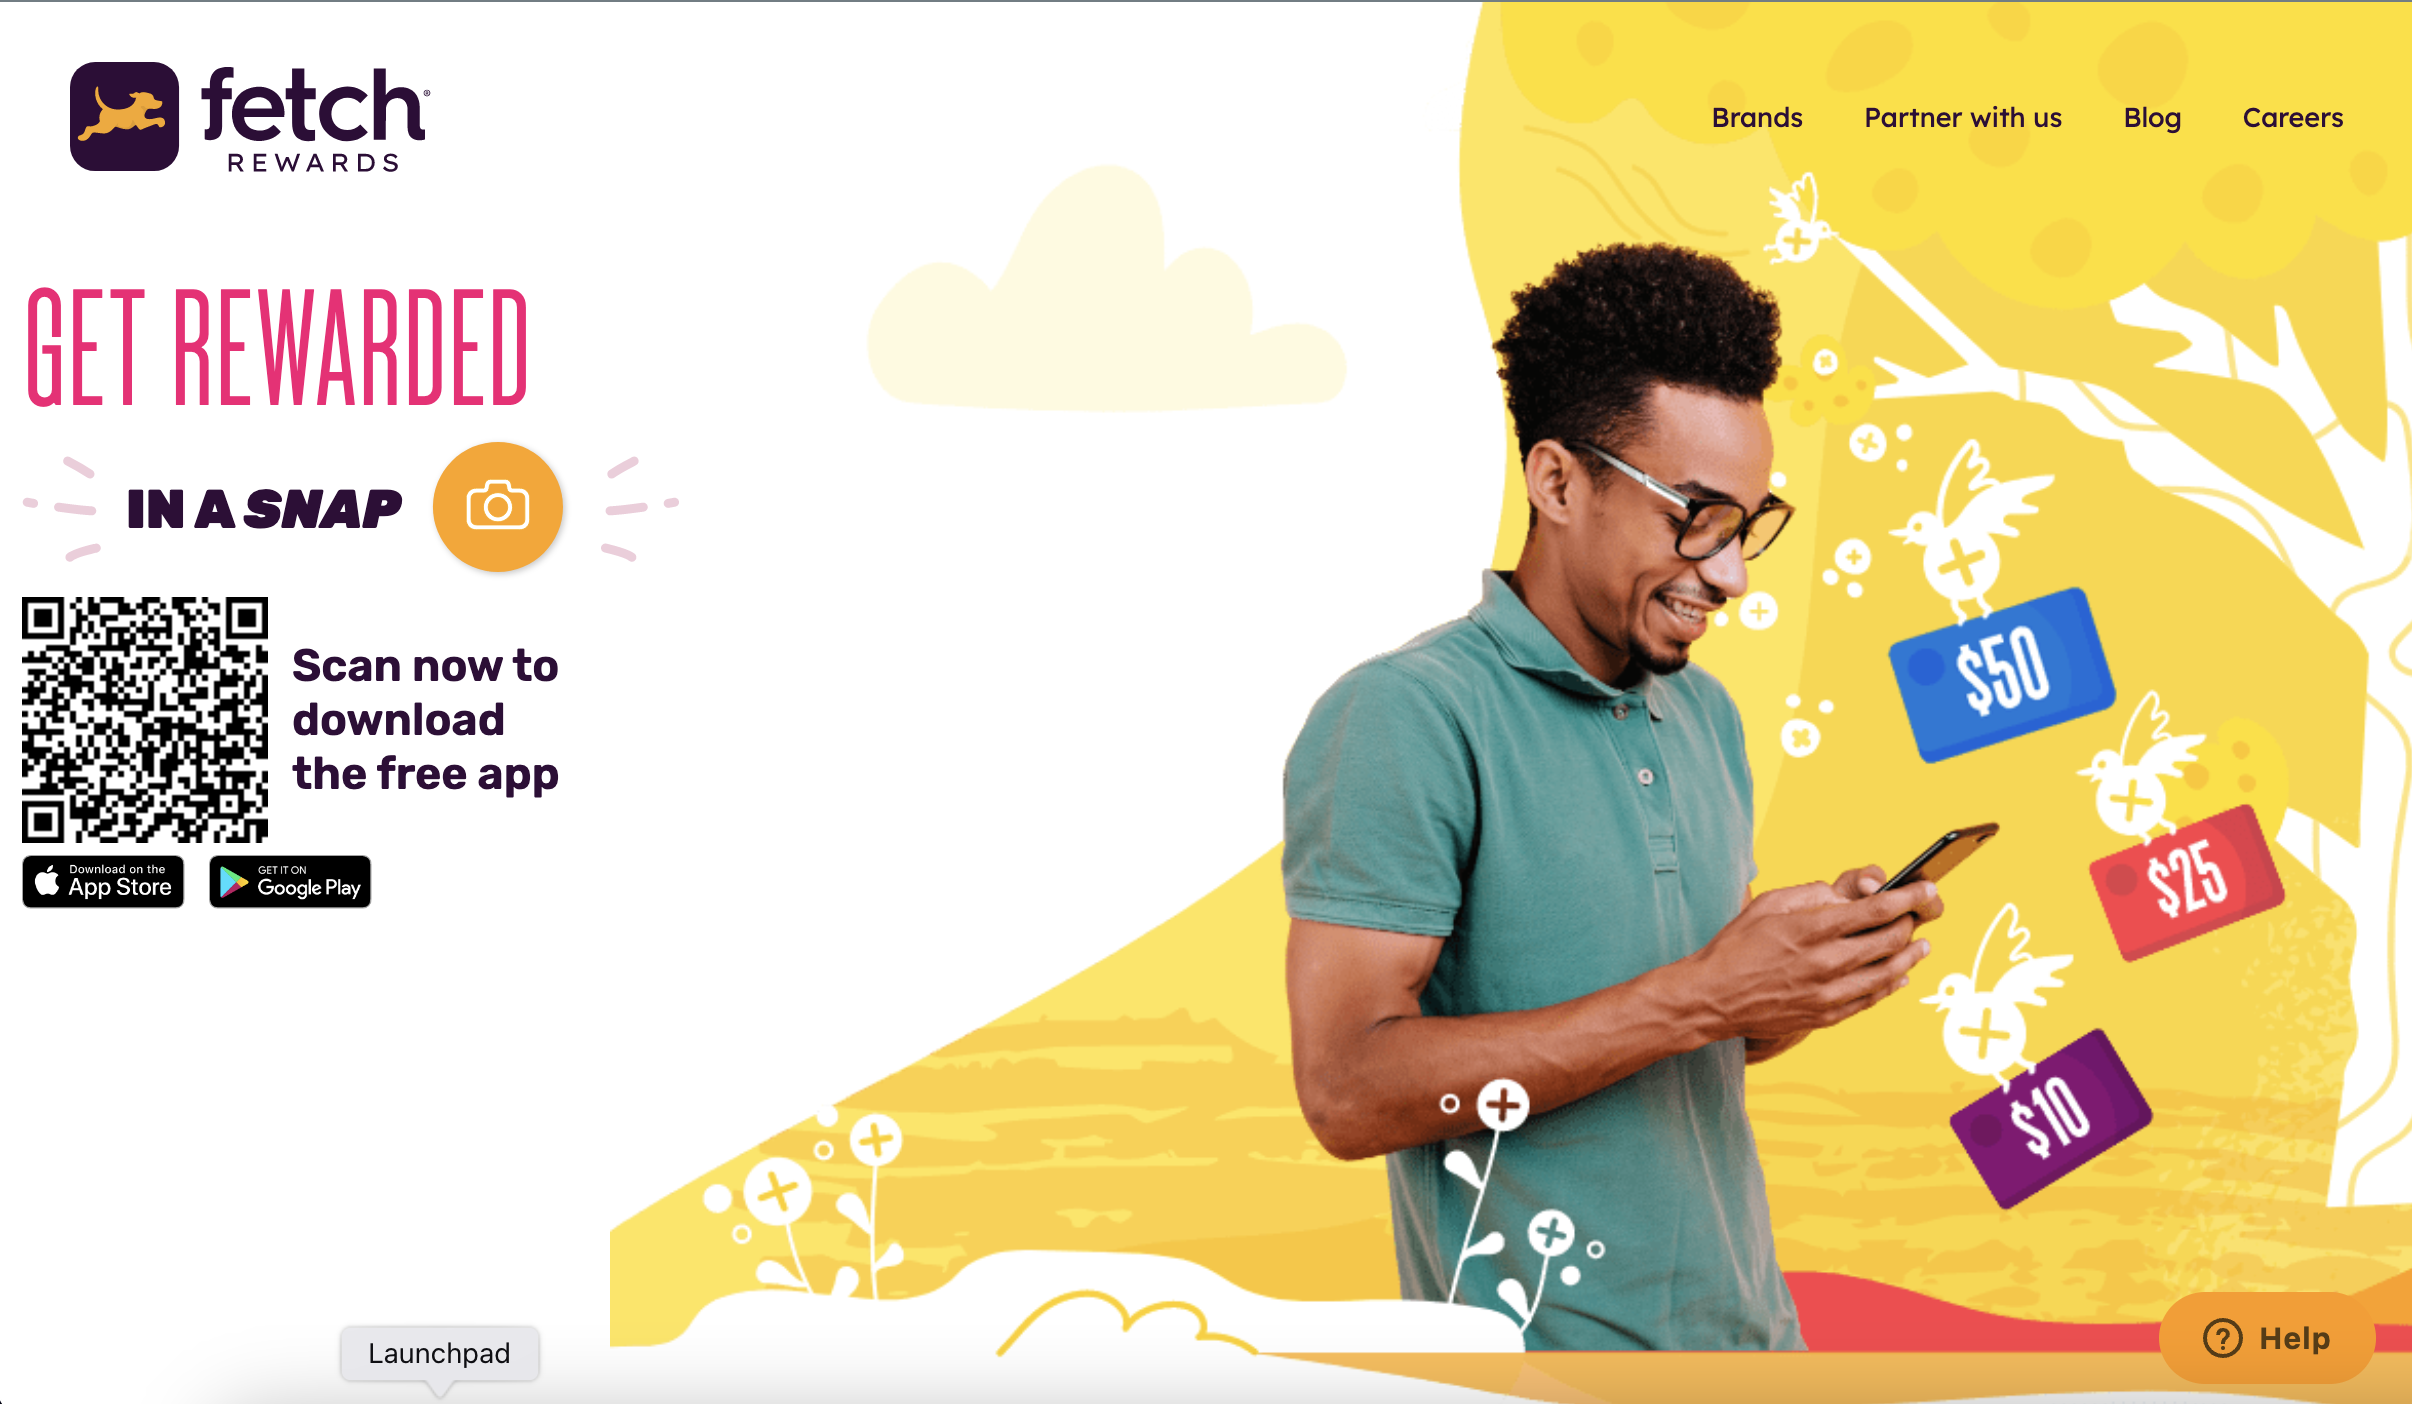 fetch®
REWARDS
Brands
Partner with us
Blog
Careers
GET REWARDED
IN A SNAP
Scan now to
download
the free app
Download on the
App Store
GET IT ON
Google Play
$50
$25
$10
Launchpad
Help